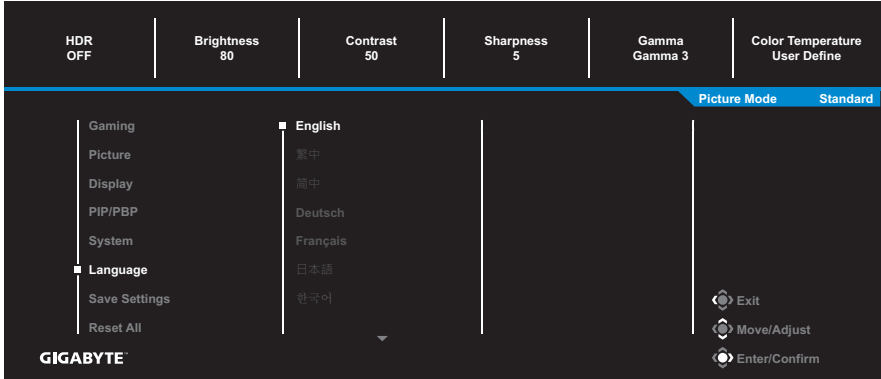 HDR
OFF
Brightness
80
Contrast
50
Sharpness
5
Gamma
Gamma 3
Color Temperature
User Define
Picture Mode Standard
Gaming
Picture
Display
PIP/PBP
System
Language
Save Settings
Reset All
English
繁中
简中
Deutsch
Français
日本語
한국어
Exit
Move/Adjust
Enter/Confirm
GIGABYTE™